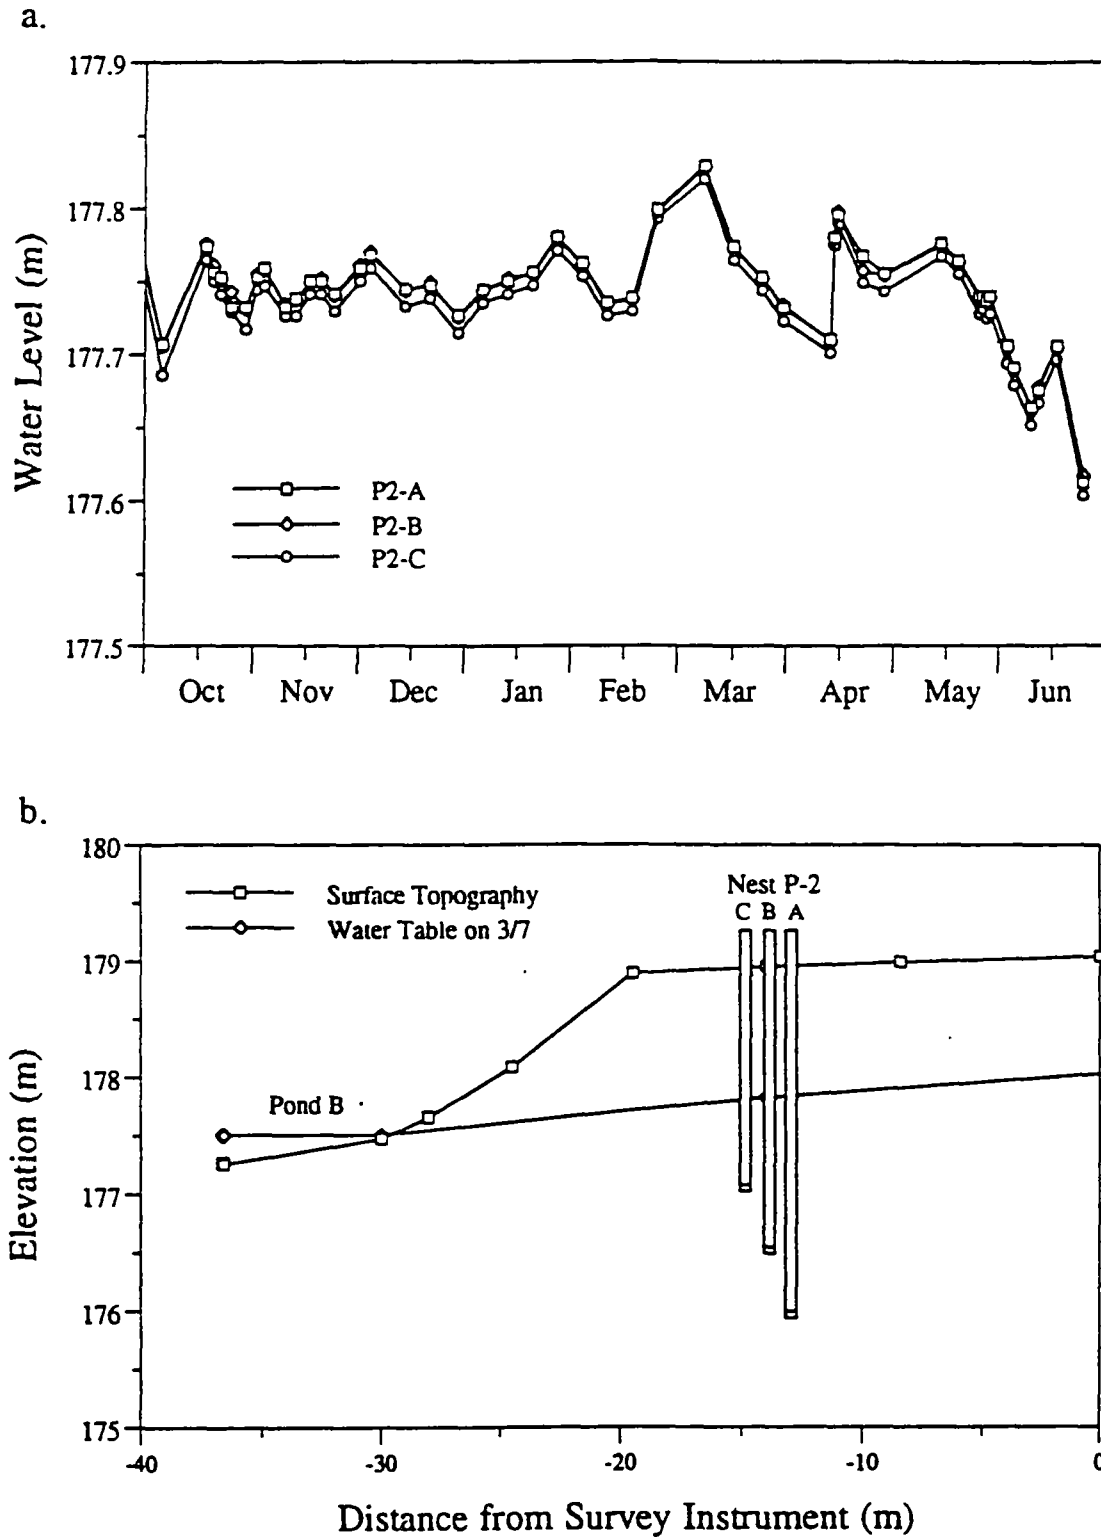 a.
177.9
177.8
177.7
177.6
177.5
Water Level (m)
P2-A
P2-B
P2-C
Oct Nov Dec Jan Feb Mar Apr May Jun
b.
180
179
178
177
176
175
Elevation (m)
Surface Topography
Water Table on 3/7
Nest P-2
C B A
Pond B
-40 -30 -20 -10 0
Distance from Survey Instrument (m)